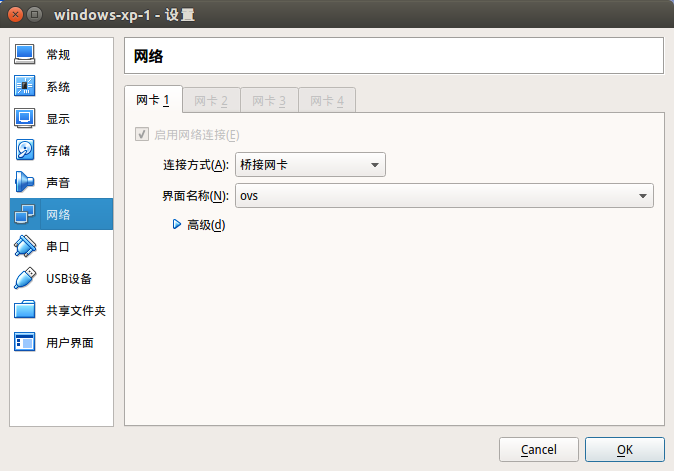 windows-xp-1 - 设置
常规
系统
显示
存储
声音
网络
串口
USB设备
共享文件夹
用户界面
网络
网卡 1
网卡 2
网卡 3
网卡 4
启用网络连接(E)
连接方式(A): 桥接网卡
界面名称(N): ovs
高级(d)
Cancel
OK